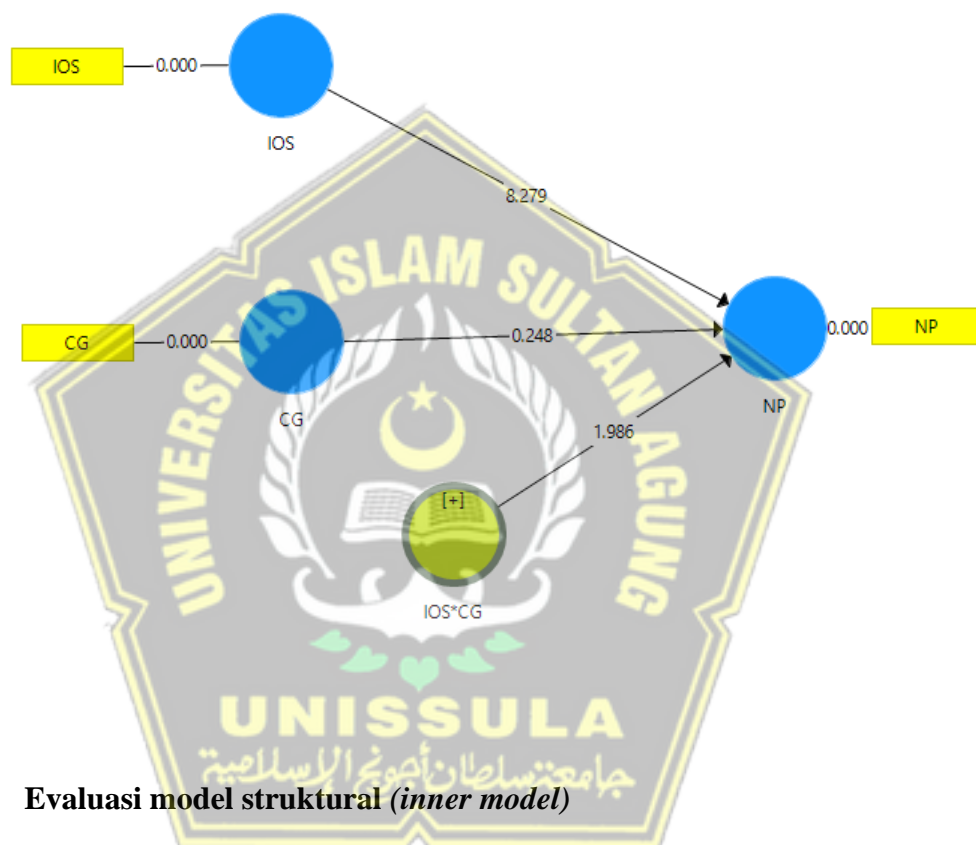 IOS
0.000
IOS
8.279
UNIVERSITAS ISLAM SULTAN AGUNG
CG
0.000
CG
0.248
0.000
NP
NP
1.986
[+]
IOS*CG
UNISSULA
جامعتنسلطان أجونج الإسلامية
Evaluasi model struktural (inner model)